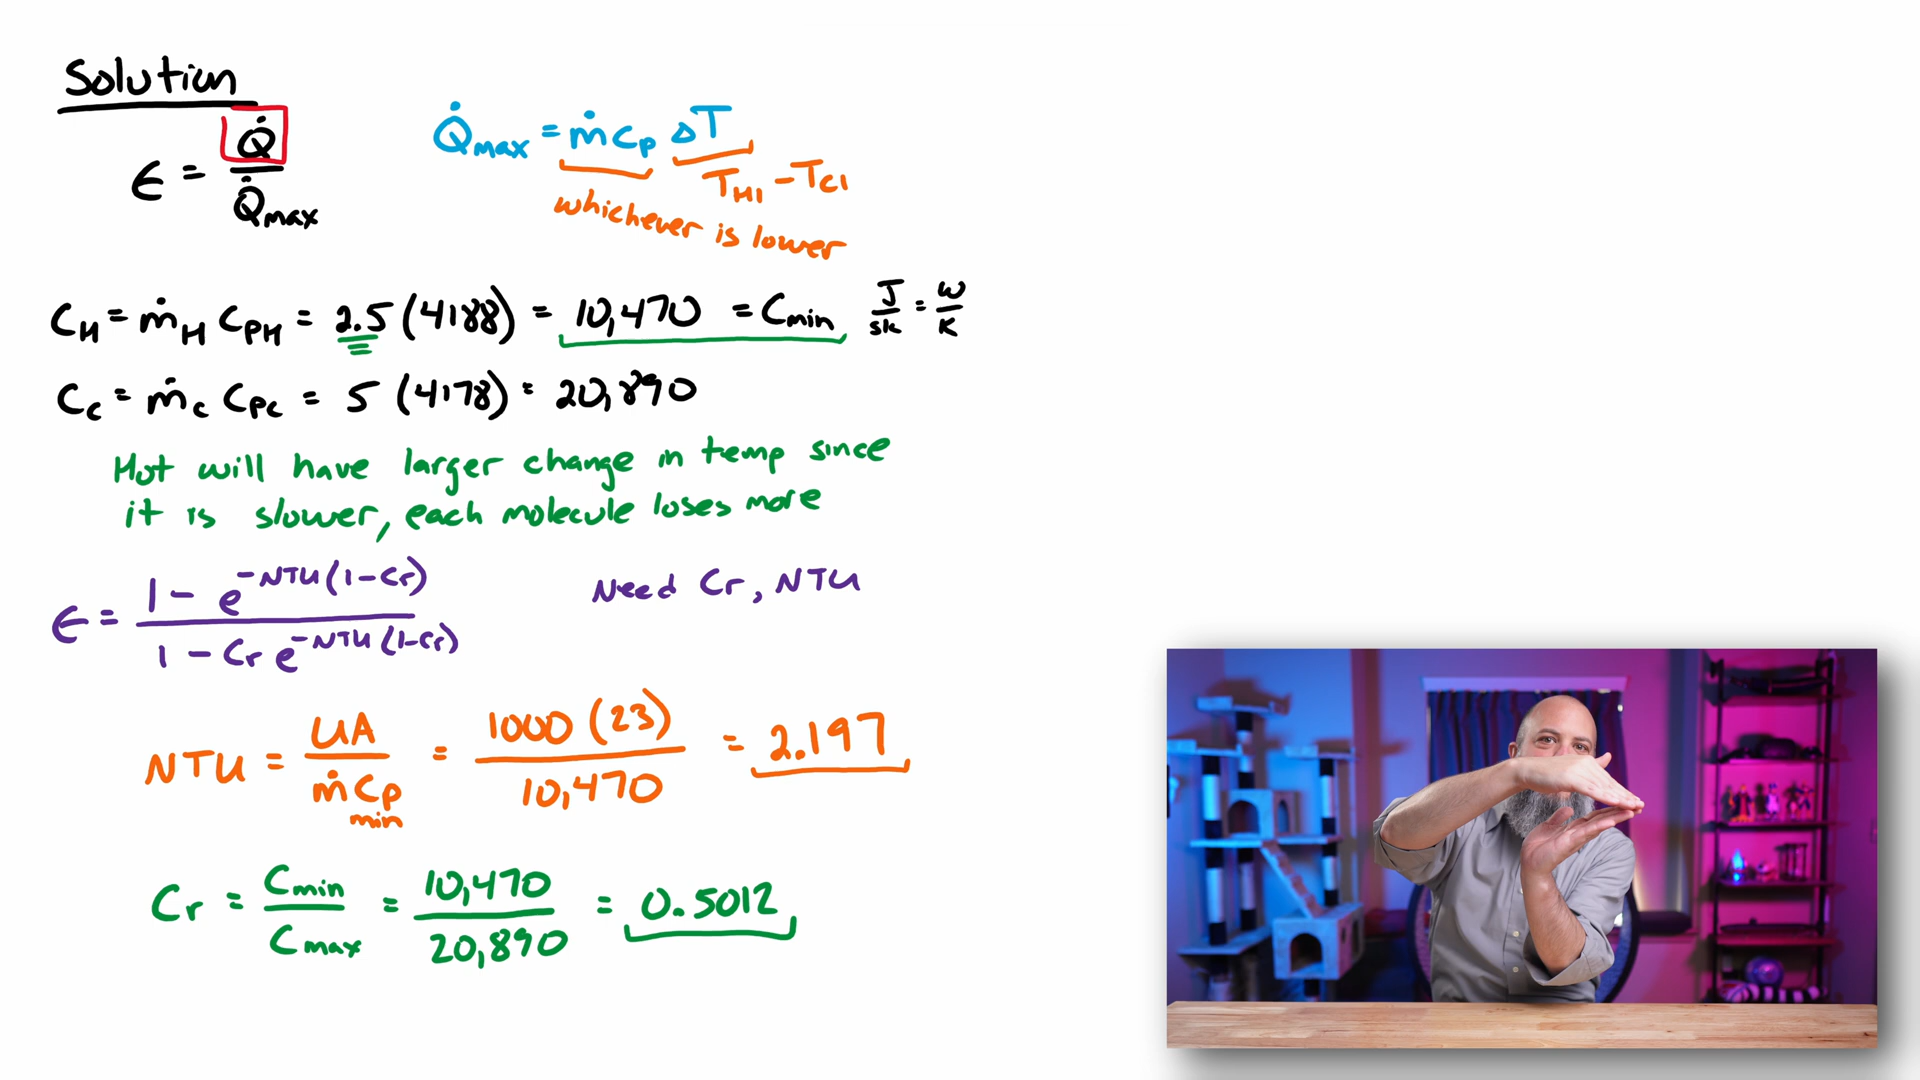 Solution
ϵ = Q̇ / Q̇max
Q̇max = ṁ cp ΔT
TH1 - TC1
whichever is lower
CH = ṁH CPH = 2.5 (4188) = 10,470 = Cmin J/sK = W/K
Cc = ṁc CPc = 5 (4178) = 20,890
Hot will have larger change in temp since
it is slower, each molecule loses more
ϵ = 1 - e^-NTU(1-Cr) / 1 - Cr e^-NTU(1-Cr)
Need Cr, NTU
NTU = UA / ṁCp min = 1000 (23) / 10,470 = 2.197
Cr = Cmin / Cmax = 10,470 / 20,890 = 0.5012